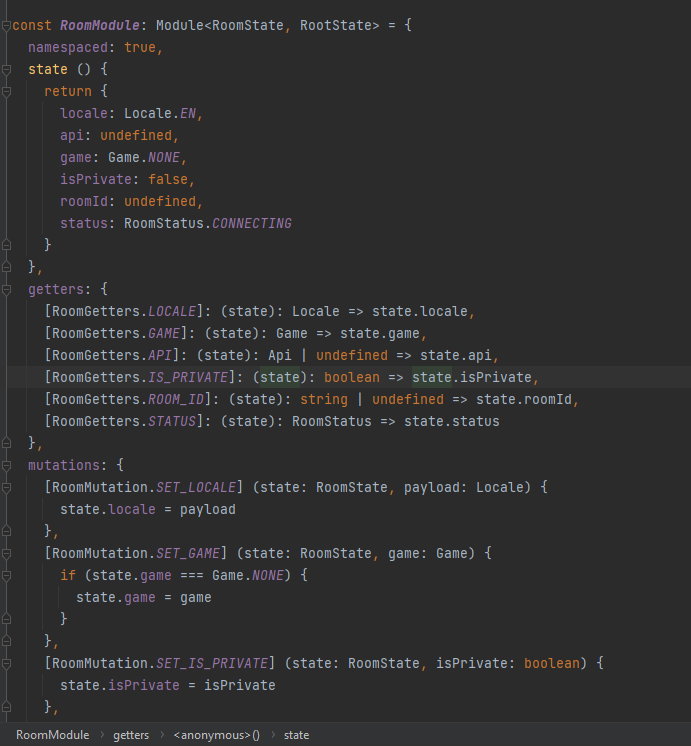 const RoomModule: Module<RoomState, RootState> = {
  namespaced: true,
  state () {
    return {
      locale: Locale.EN,
      api: undefined,
      game: Game.NONE,
      isPrivate: false,
      roomId: undefined,
      status: RoomStatus.CONNECTING
    }
  },
  getters: {
    [RoomGetters.LOCALE]: (state): Locale => state.locale,
    [RoomGetters.GAME]: (state): Game => state.game,
    [RoomGetters.API]: (state): Api | undefined => state.api,
    [RoomGetters.IS_PRIVATE]: (state): boolean => state.isPrivate,
    [RoomGetters.ROOM_ID]: (state): string | undefined => state.roomId,
    [RoomGetters.STATUS]: (state): RoomStatus => state.status
  },
  mutations: {
    [RoomMutation.SET_LOCALE] (state: RoomState, payload: Locale) {
      state.locale = payload
    },
    [RoomMutation.SET_GAME] (state: RoomState, game: Game) {
      if (state.game === Game.NONE) {
        state.game = game
      }
    },
    [RoomMutation.SET_IS_PRIVATE] (state: RoomState, isPrivate: boolean) {
      state.isPrivate = isPrivate
    },
RoomModule › getters › <anonymous>() › state